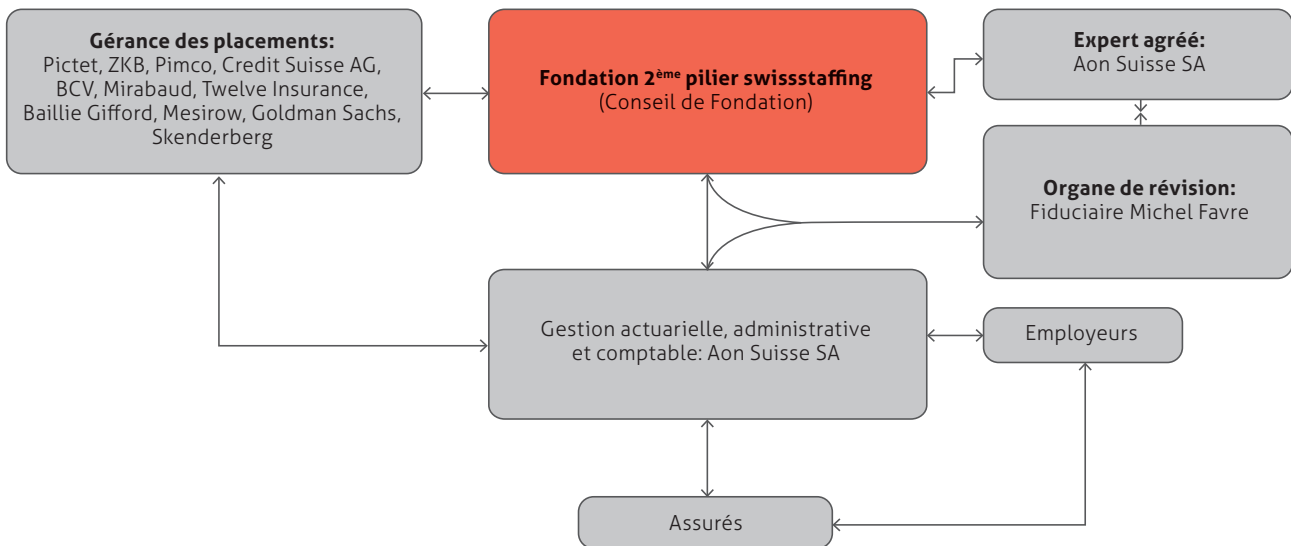 Gérance des placements:
Pictet, ZKB, Pimco, Credit Suisse AG,
BCV, Mirabaud, Twelve Insurance,
Baillie Gifford, Mesirow, Goldman Sachs,
Skenderberg
Fondation 2ème pilier swissstaffing
(Conseil de Fondation)
Expert agréé:
Aon Suisse SA
Organe de révision:
Fiduciaire Michel Favre
Gestion actuarielle, administrative
et comptable: Aon Suisse SA
Employeurs
Assurés